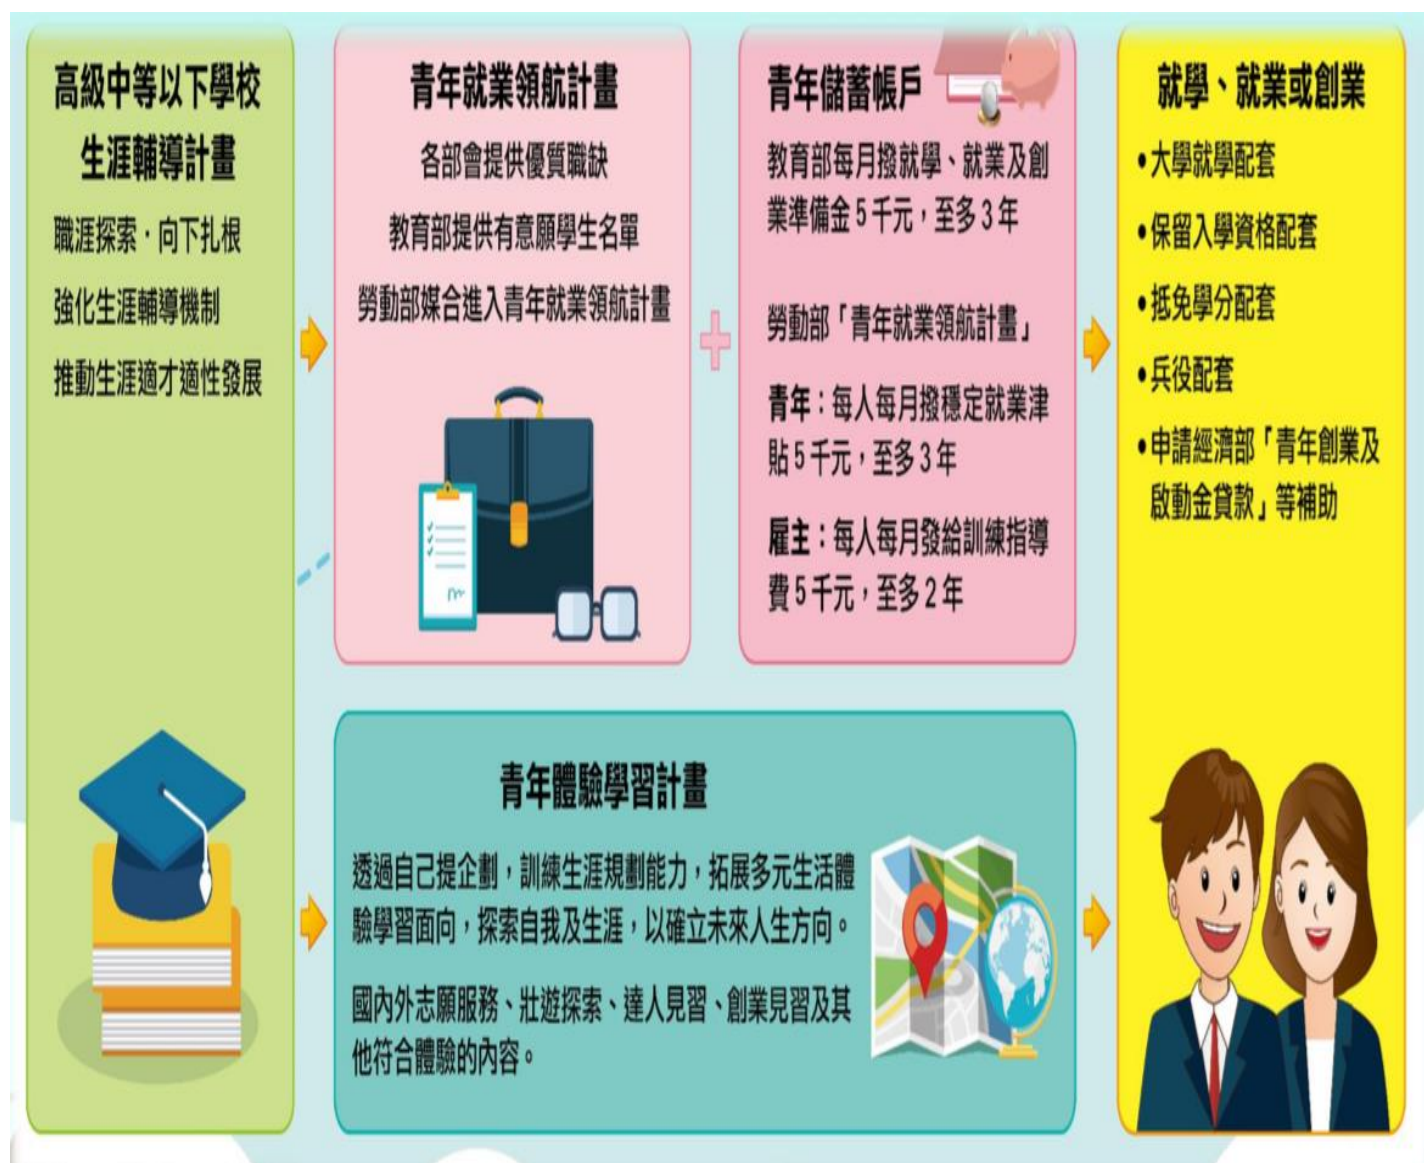 高級中等以下學校
生涯輔導計畫
職涯探索．向下扎根
強化生涯輔導機制
推動生涯適才適性發展
青年就業領航計畫
各部會提供優質職缺
教育部提供有意願學生名單
勞動部媒合進入青年就業領航計畫
+
青年儲蓄帳戶
教育部每月撥就學、就業及創
業準備金5千元，至多3年
勞動部「青年就業領航計畫」
青年：每人每月撥穩定就業津
貼5千元，至多3年
雇主：每人每月發給訓練指導
費5千元，至多2年
青年體驗學習計畫
透過自己提企劃，訓練生涯規劃能力，拓展多元生活體
驗學習面向，探索自我及生涯，以確立未來人生方向。
國內外志願服務、壯遊探索、達人見習、創業見習及其
他符合體驗的內容。
就學、就業或創業
•大學就學配套
•保留入學資格配套
•抵免學分配套
•兵役配套
•申請經濟部「青年創業及
啟動金貸款」等補助